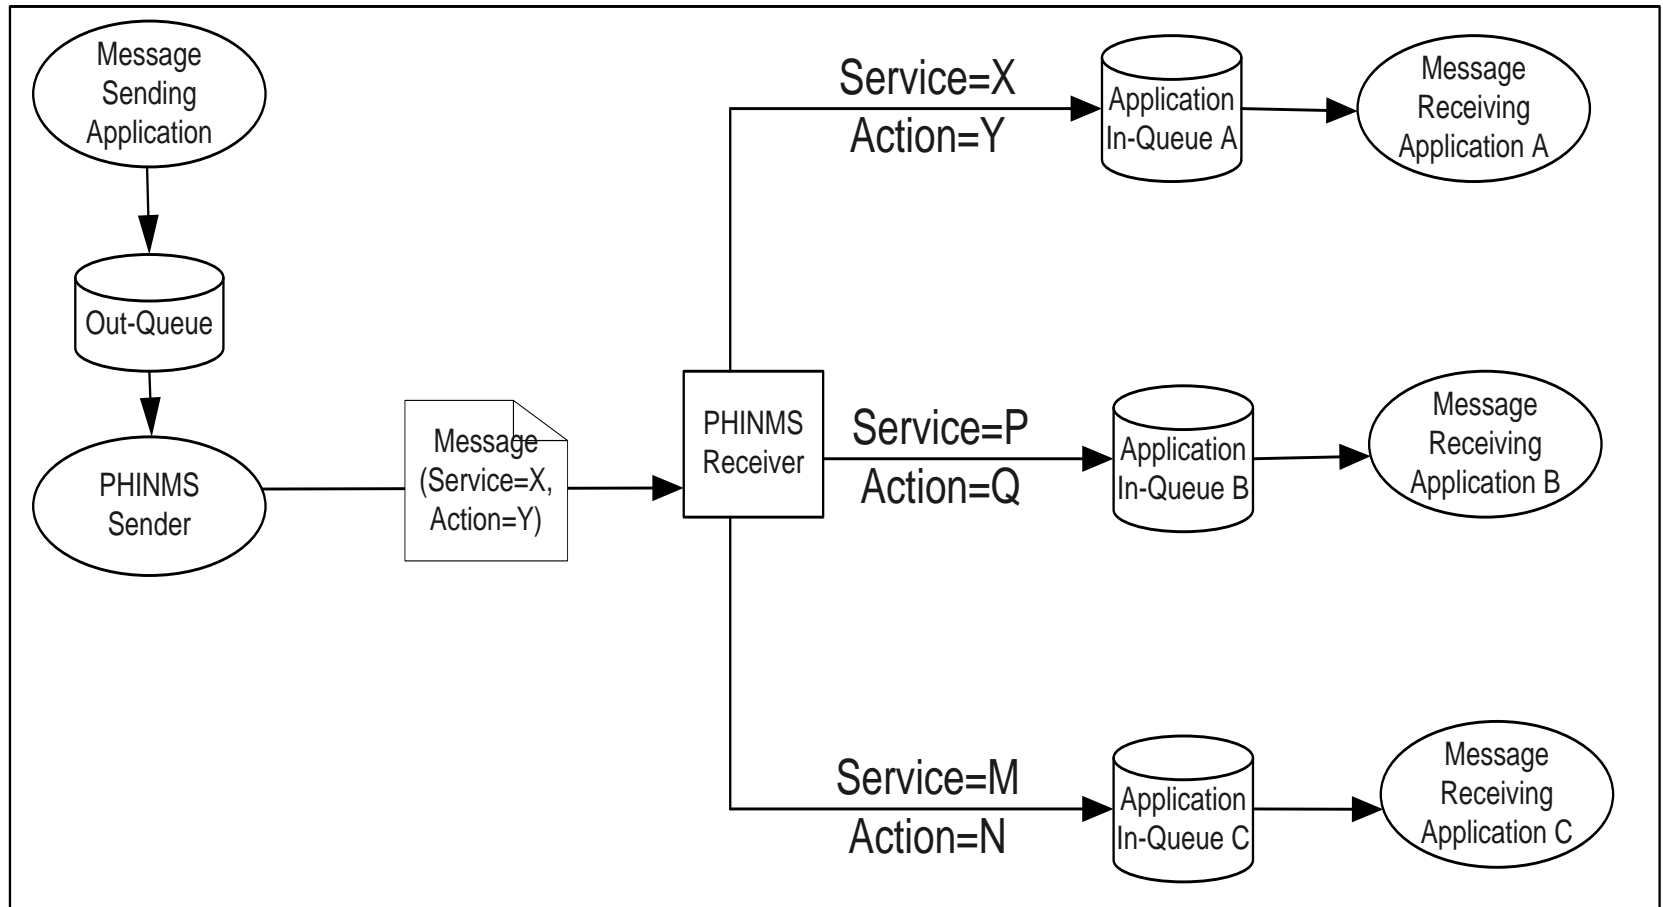 Message
Sending
Application
Out-Queue
PHINMS
Sender
Message
(Service=X,
Action=Y)
PHINMS
Receiver
Service=X
Action=Y
Application
In-Queue A
Message
Receiving
Application A
Service=P
Action=Q
Application
In-Queue B
Message
Receiving
Application B
Service=M
Action=N
Application
In-Queue C
Message
Receiving
Application C